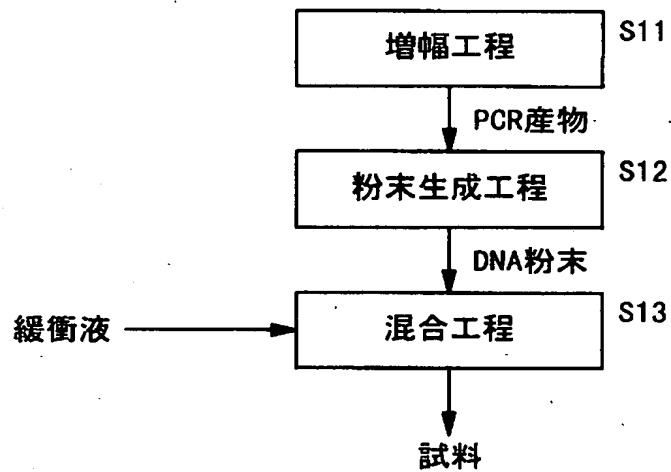 増幅工程 S11
PCR産物
粉末生成工程 S12
DNA粉末
緩衝液 混合工程 S13
試料